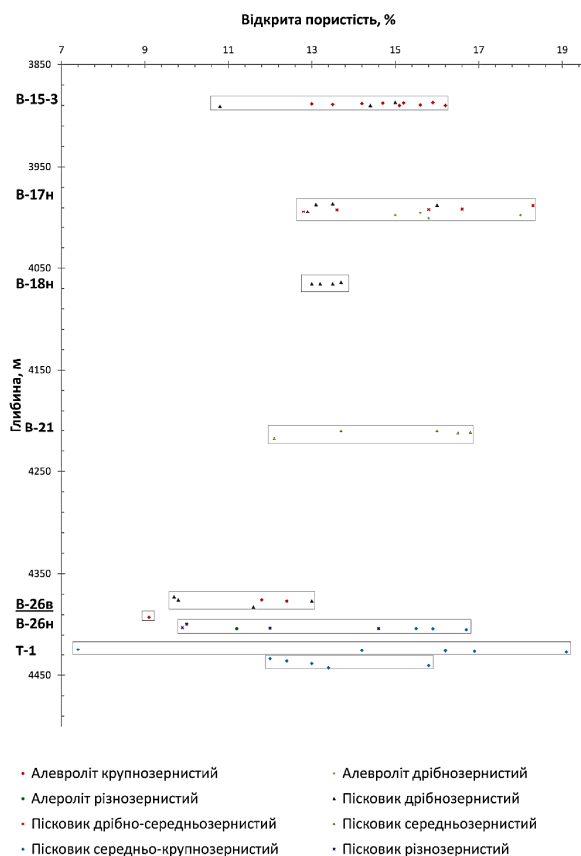 Відкрита пористість, %
7 9 11 13 15 17 19
3850
В-15-3
3950
В-17н
4050
В-18н
Глибина, м
4150
В-21
4250
4350
В-26в
В-26н
Т-1
4450
Алевроліт крупнозернистий
Алевроліт дрібнозернистий
Алероліт різнозернистий
Пісковик дрібнозернистий
Пісковик дрібно-середньозернистий
Пісковик середньозернистий
Пісковик середньо-крупнозернистий
Пісковик різнозернистий